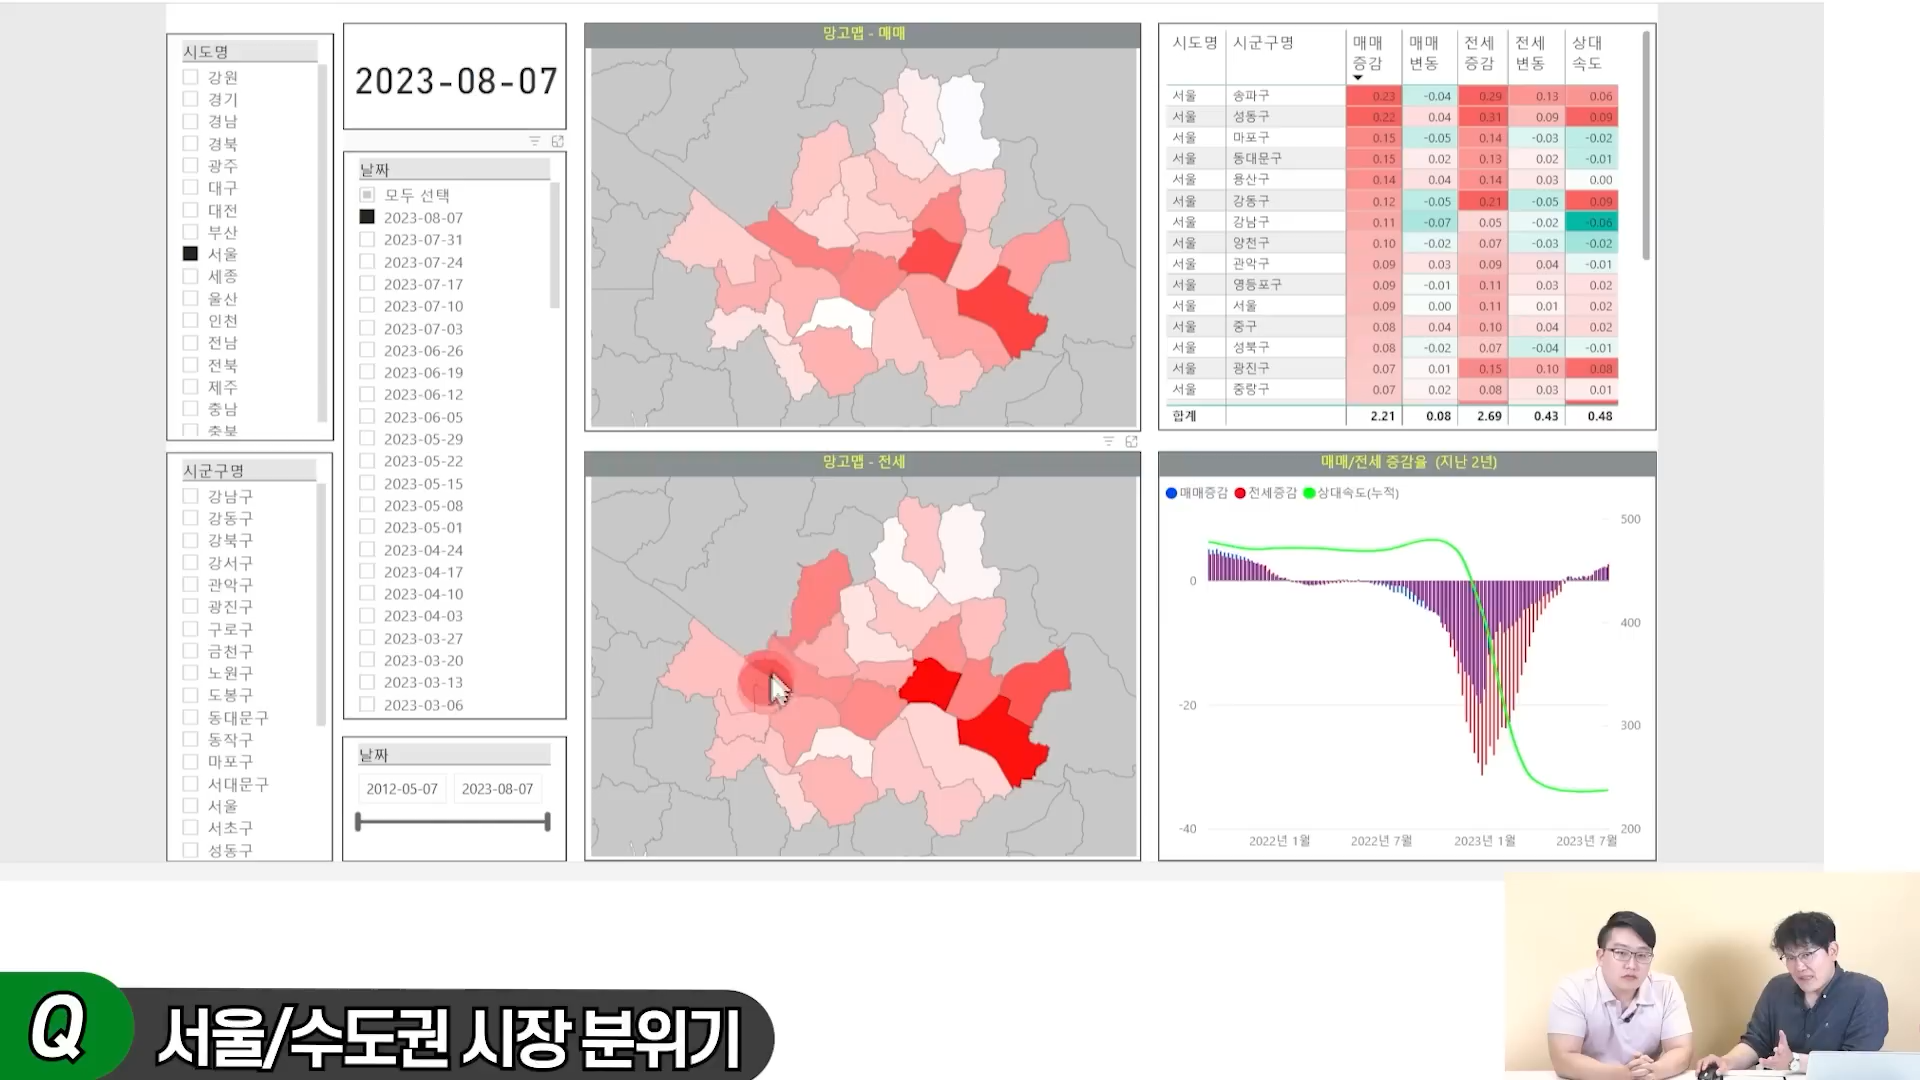 시도명
강원
경기
경남
경북
광주
대구
대전
부산
서울
세종
울산
인천
전남
전북
제주
충남
충북
시군구명
강남구
강동구
강북구
강서구
관악구
광진구
구로구
금천구
노원구
도봉구
동대문구
동작구
마포구
서대문구
서울
서초구
성동구
2023-08-07
날짜
모두 선택
2023-08-07
2023-07-31
2023-07-24
2023-07-17
2023-07-10
2023-07-03
2023-06-26
2023-06-19
2023-06-12
2023-06-05
2023-05-29
2023-05-22
2023-05-15
2023-05-08
2023-05-01
2023-04-24
2023-04-17
2023-04-10
2023-04-03
2023-03-27
2023-03-20
2023-03-13
2023-03-06
날짜
2012-05-07 2023-08-07
망고맵 - 매매
망고맵 - 전세
시도명 시군구명 매매 증감 매매 변동 전세 증감 전세 변동 상대 속도
서울 송파구 0.23 -0.04 0.29 0.13 0.06
서울 성동구 0.22 0.04 0.31 0.09 0.09
서울 마포구 0.15 -0.05 0.14 -0.03 -0.02
서울 동대문구 0.15 0.02 0.13 0.02 -0.01
서울 용산구 0.14 0.04 0.14 0.03 0.00
서울 강동구 0.12 -0.05 0.21 -0.05 0.09
서울 강남구 0.11 -0.07 0.05 -0.02 -0.06
서울 양천구 0.10 -0.02 0.07 -0.03 -0.02
서울 관악구 0.09 0.03 0.09 0.04 -0.01
서울 영등포구 0.09 -0.01 0.11 0.03 0.02
서울 서울 0.09 0.00 0.11 0.01 0.02
서울 중구 0.08 0.04 0.10 0.04 0.02
서울 성북구 0.08 -0.02 0.07 -0.04 -0.01
서울 광진구 0.07 0.01 0.15 0.10 0.08
서울 중랑구 0.07 0.02 0.08 0.03 0.01
합계 2.21 0.08 2.69 0.43 0.48
매매/전세 증감율 (지난 2년)
매매증감 전세증감 상대속도(누적)
500
0
400
-20
300
-40
200
2022년 1월 2022년 7월 2023년 1월 2023년 7월
Q 서울/수도권 시장 분위기